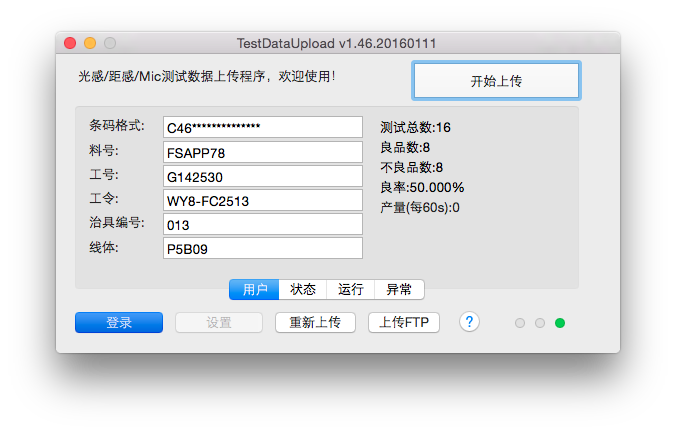 TestDataUpload v1.46.20160111
光感/距感/Mic测试数据上传程序，欢迎使用!
开始上传
条码格式: C46**************
料号: FSAPP78
工号: G142530
工令: WY8-FC2513
治具编号: 013
线体: P5B09
测试总数:16
良品数:8
不良品数:8
良率:50.000%
产量(每60s):0
用户 状态 运行 异常
登录 设置 重新上传 上传FTP ?